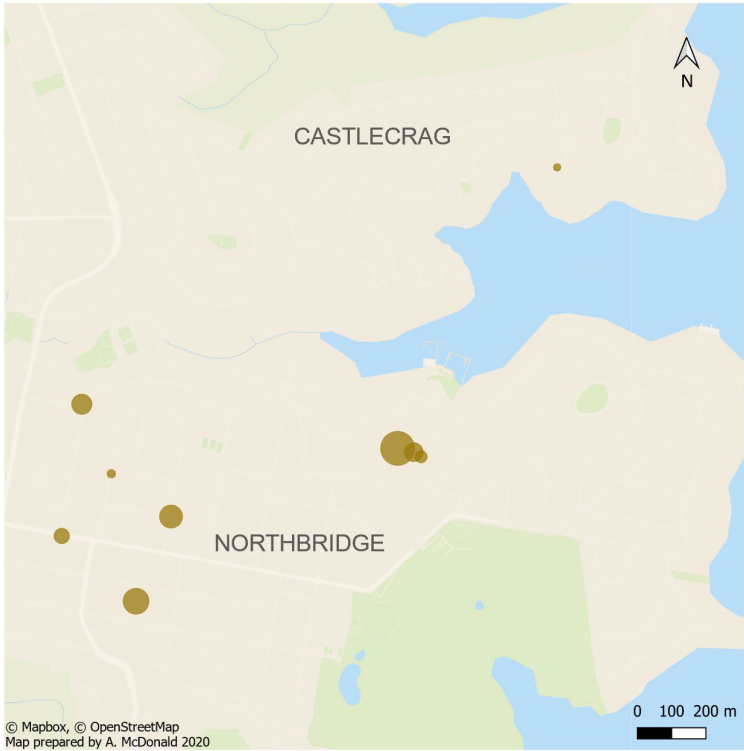 N
CASTLECRAG
NORTHBRIDGE
0 100 200 m
© Mapbox, © OpenStreetMap
Map prepared by A. McDonald 2020